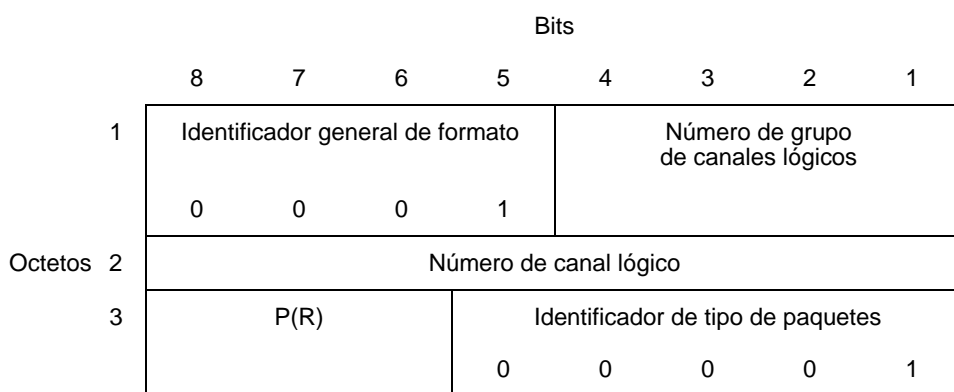 Bits
8 7 6 5 4 3 2 1
1 Identificador general de formato Número de grupo
de canales lógicos
0 0 0 1
Octetos 2 Número de canal lógico
3 P(R) Identificador de tipo de paquetes
0 0 0 0 1